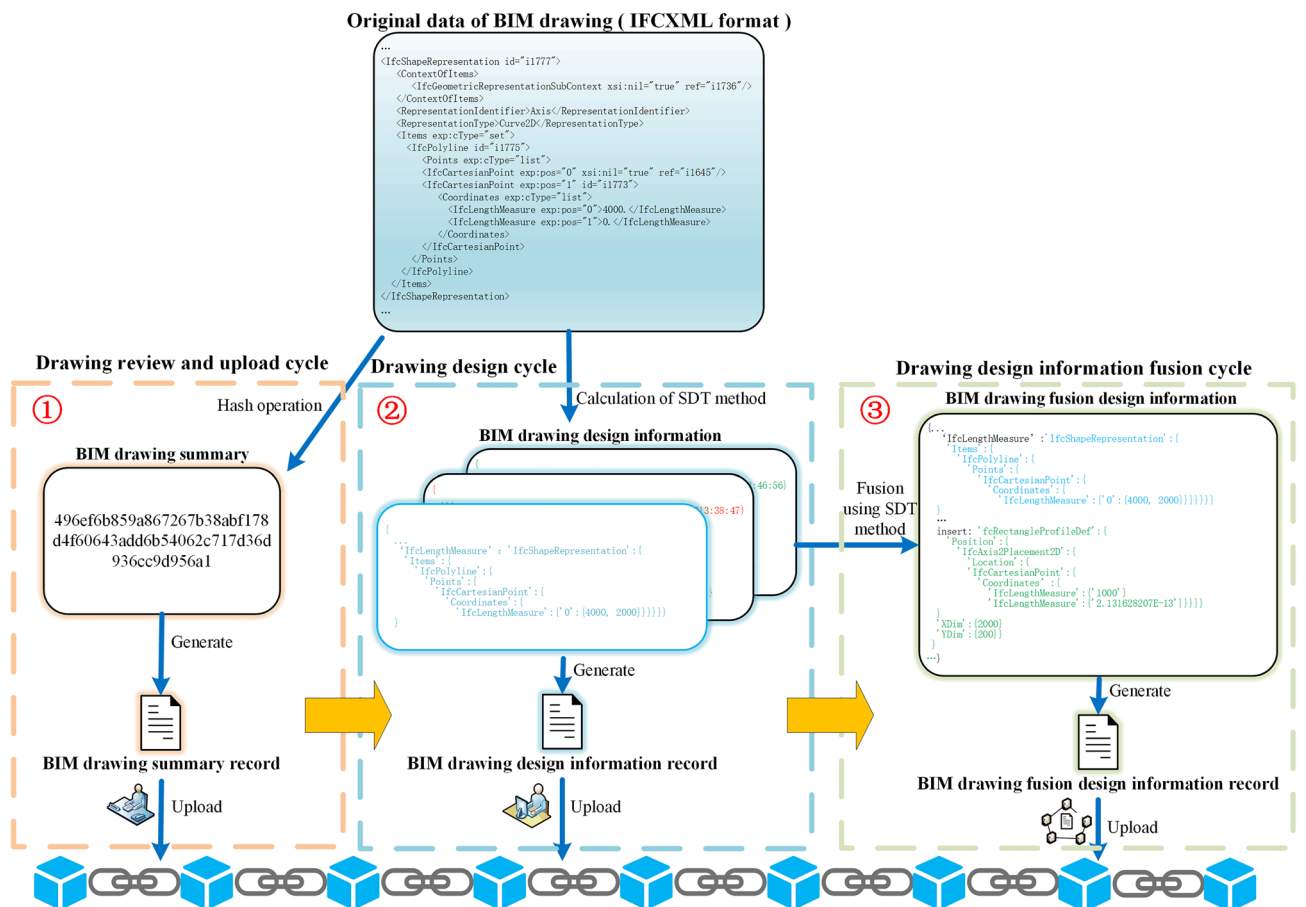 Original data of BIM drawing ( IFCXML format )
...
<IfcShapeRepresentation id="i1777">
<ContextOfItems>
<IfcGeometricRepresentationSubContext xsi:nil="true" ref="i1736"/>
</ContextOfItems>
<RepresentationIdentifier>Axis</RepresentationIdentifier>
<RepresentationType>Curve2D</RepresentationType>
<Items exp:cType="set">
<IfcPolyline id="i1775">
<Points exp:cType="list">
<IfcCartesianPoint exp:pos="0" xsi:nil="true" ref="i1645"/>
<IfcCartesianPoint exp:pos="1" id="i1773">
<Coordinates exp:cType="list">
<IfcLengthMeasure exp:pos="0">4000.</IfcLengthMeasure>
<IfcLengthMeasure exp:pos="1">0.</IfcLengthMeasure>
</Coordinates>
</IfcCartesianPoint>
</Points>
</IfcPolyline>
</Items>
</IfcShapeRepresentation>
...
Drawing review and upload cycle
①
Hash operation
BIM drawing summary
496ef6b859a867267b38abf178
d4f60643add6b54062c717d36d
936cc9d956a1
Generate
BIM drawing summary record
Upload
Drawing design cycle
②
Calculation of SDT method
BIM drawing design information
{
:46:56}
{
13:38:47}
}
{
...
'IfcLengthMeasure' : 'IfcShapeRepresentation':{
'Items':{
'IfcPolyline':{
'Points':{
'IfcCartesianPoint':{
'Coordinates':{
'IfcLengthMeasure':{'0':{4000, 2000}}}}}}
}
Generate
BIM drawing design information record
Upload
Fusion
using SDT
method
Drawing design information fusion cycle
③
BIM drawing fusion design information
{...
'IfcLengthMeasure' :'IfcShapeRepresentation':{
'Items':{
'IfcPolyline':{
'Points':{
'IfcCartesianPoint':{
'Coordinates':{
'IfcLengthMeasure':{'0':{4000, 2000}}}}}}}
}
...
insert: 'fcRectangleProfileDef':{
'Position':{
'IfcAxis2Placement2D':{
'Location':{
'IfcCartesianPoint':{
'Coordinates' :{
'IfcLengthMeasure':{'1000'}
'IfcLengthMeasure':{'2.131628207E-13'}}}}}
}
'XDim':{2000}
'YDim':{200}}
}
...}
Generate
BIM drawing fusion design information record
Upload